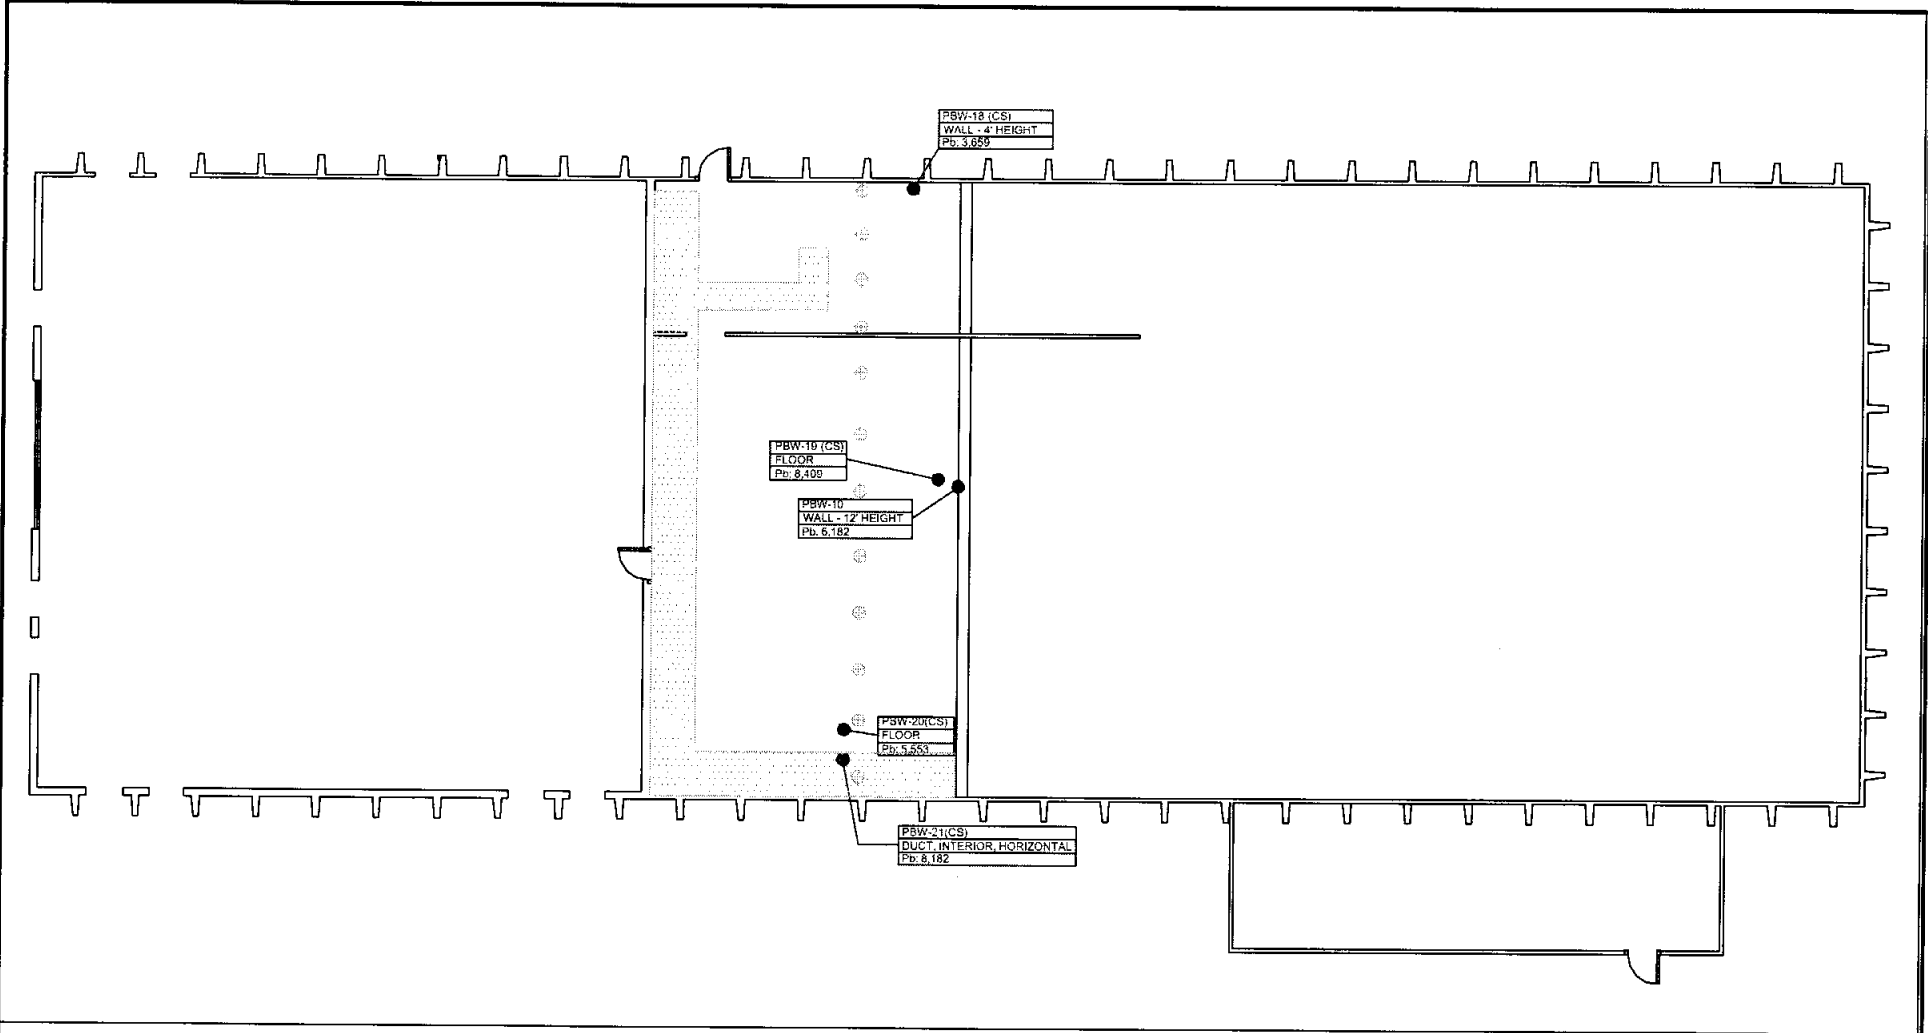 PBW-18 (CS)
WALL - 4' HEIGHT
Pb: 3,659
PBW-19 (CS)
FLOOR
Pb: 8,409
PBW-10
WALL - 12' HEIGHT
Pb: 6,182
PBW-20(CS)
FLOOR
Pb: 5,553
PBW-21(CS)
DUCT, INTERIOR, HORIZONTAL
Pb: 8,182